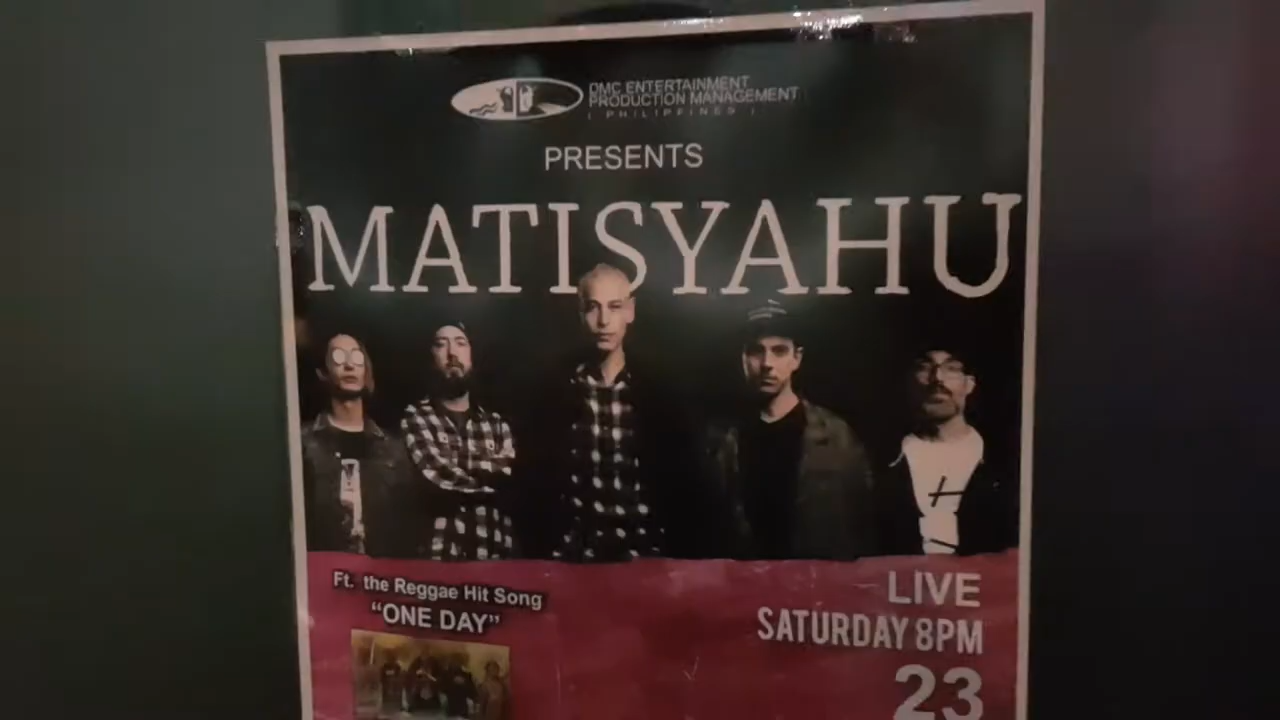 DMC ENTERTAINMENT
PRODUCTION MANAGEMENT
( PHILIPPINES )
PRESENTS
MATISYAHU
Ft. the Reggae Hit Song
“ONE DAY”
LIVE
SATURDAY 8PM
23